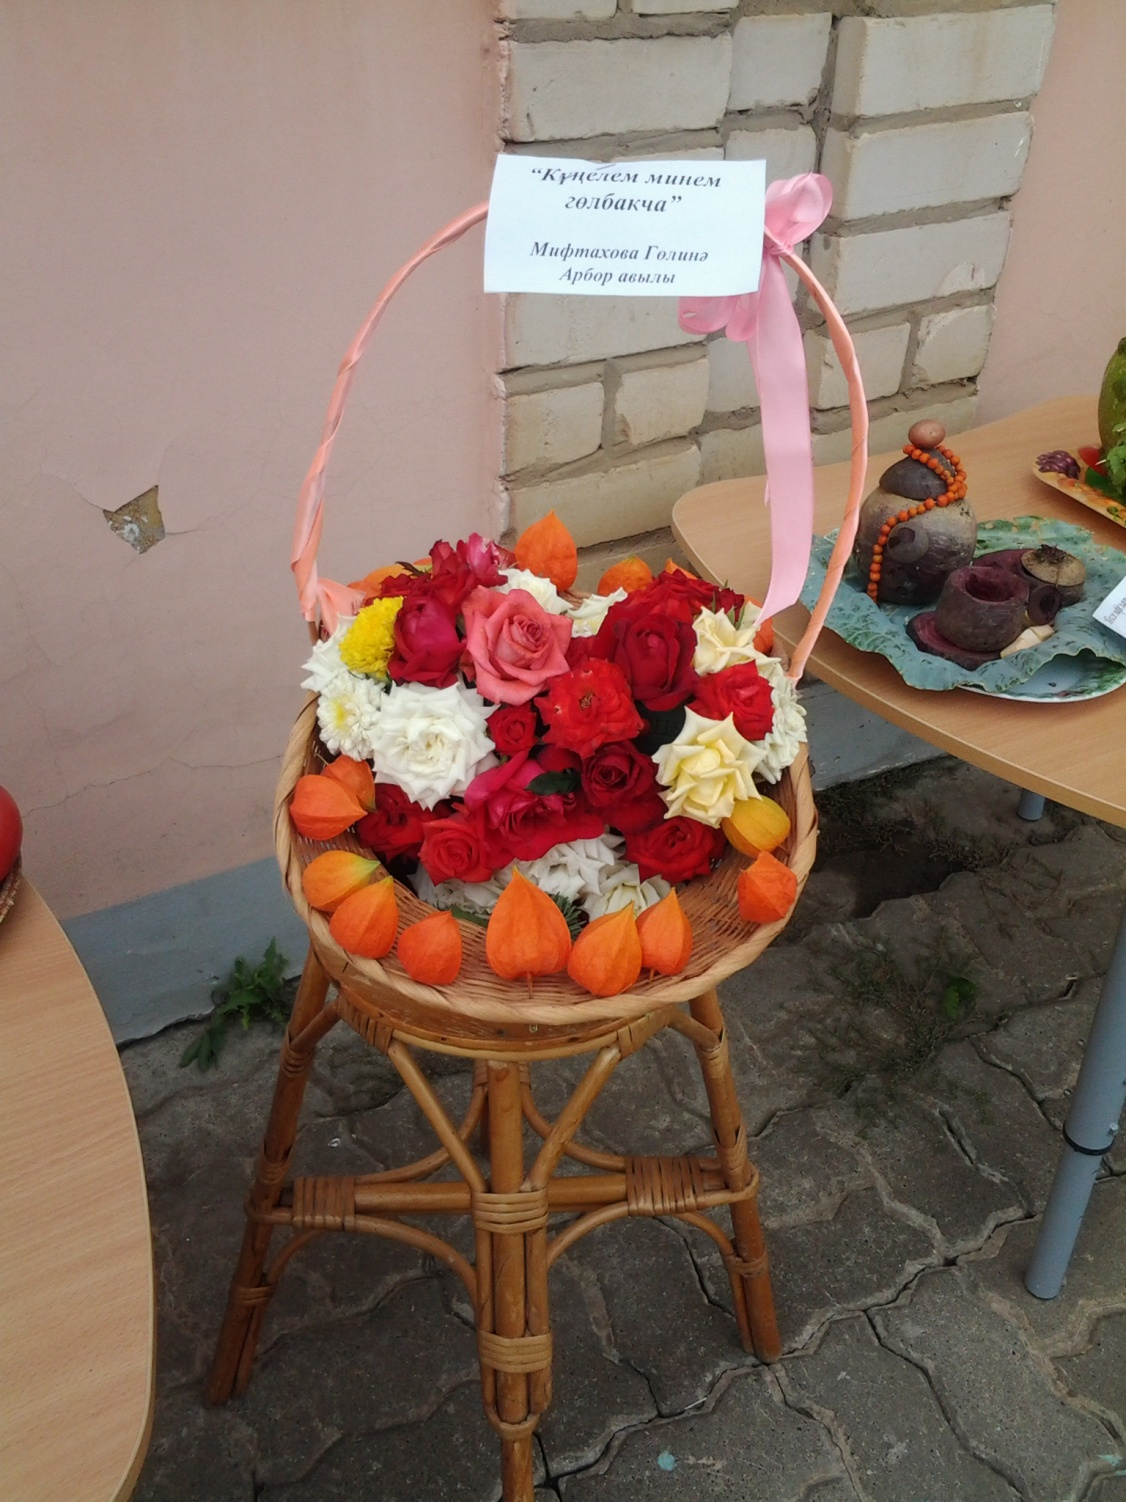 “Күңелем минем
гөлбакча”
Мифтахова Гөлинә
Арбор авылы